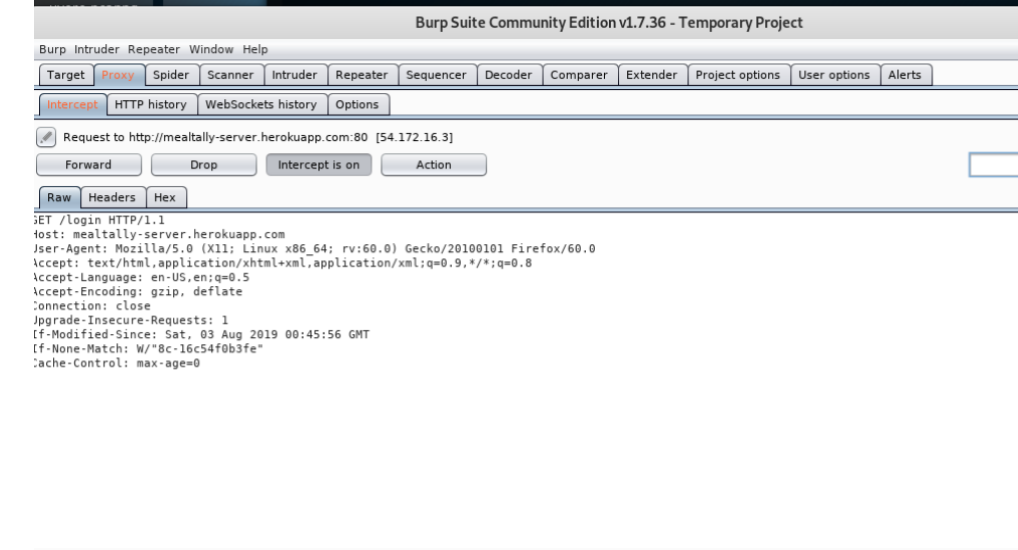 Burp Suite Community Edition v1.7.36 - Temporary Project
Burp Intruder Repeater Window Help
Target Proxy Spider Scanner Intruder Repeater Sequencer Decoder Comparer Extender Project options User options Alerts
Intercept HTTP history WebSockets history Options
Request to http://mealtally-server.herokuapp.com:80 [54.172.16.3]
Forward Drop Intercept is on Action
Raw Headers Hex
GET /login HTTP/1.1
Host: mealtally-server.herokuapp.com
User-Agent: Mozilla/5.0 (X11; Linux x86_64; rv:60.0) Gecko/20100101 Firefox/60.0
Accept: text/html,application/xhtml+xml,application/xml;q=0.9,*/*;q=0.8
Accept-Language: en-US,en;q=0.5
Accept-Encoding: gzip, deflate
Connection: close
Upgrade-Insecure-Requests: 1
If-Modified-Since: Sat, 03 Aug 2019 00:45:56 GMT
If-None-Match: W/"8c-16c54f0b3fe"
Cache-Control: max-age=0